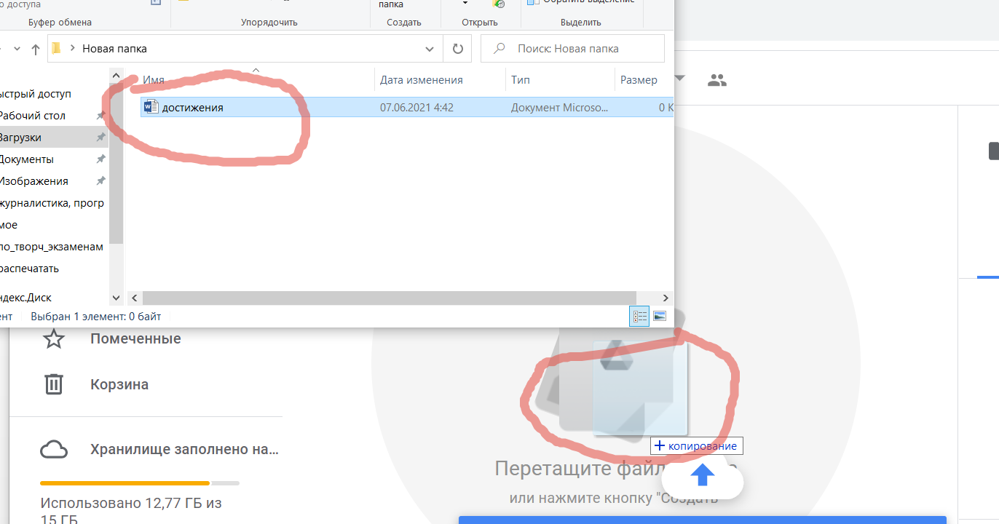 о доступа
папка
Обратить выделение
Буфер обмена
Упорядочить
Создать
Открыть
Выделить
Новая папка
Поиск: Новая папка
Имя
Дата изменения
Тип
Размер
ыстрый доступ
достижения
07.06.2021 4:42
Документ Microso...
0 К
Рабочий стол
Загрузки
Документы
Изображения
журналистика, прогр
мое
по_творч_экзаменам
распечатать
ндекс.Диск
ент
Выбран 1 элемент: 0 байт
Помеченные
Корзина
копирование
Хранилище заполнено на...
Перетащите файл
или нажмите кнопку "Создать"
Использовано 12,77 ГБ из
15 ГБ